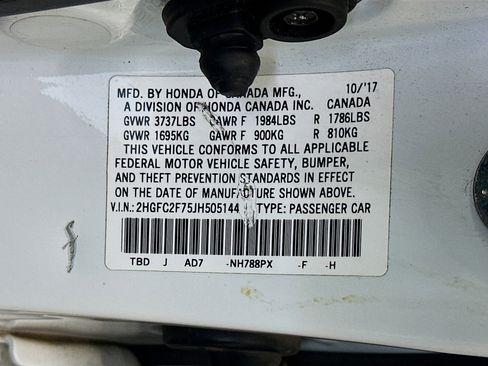 MFD. BY HONDA OF CANADA MFG., 10/'17
A DIVISION OF HONDA CANADA INC. CANADA
GVWR 3737LBS GAWR F 1984LBS R 1786LBS
GVWR 1695KG GAWR F 900KG R 810KG
THIS VEHICLE CONFORMS TO ALL APPLICABLE
FEDERAL MOTOR VEHICLE SAFETY, BUMPER,
AND THEFT PREVENTION STANDARDS IN EFFECT
ON THE DATE OF MANUFACTURE SHOWN ABOVE.
V.I.N.: 2HGFC2F75JH505144 TYPE: PASSENGER CAR
TBD J AD7 -NH788PX -F -H